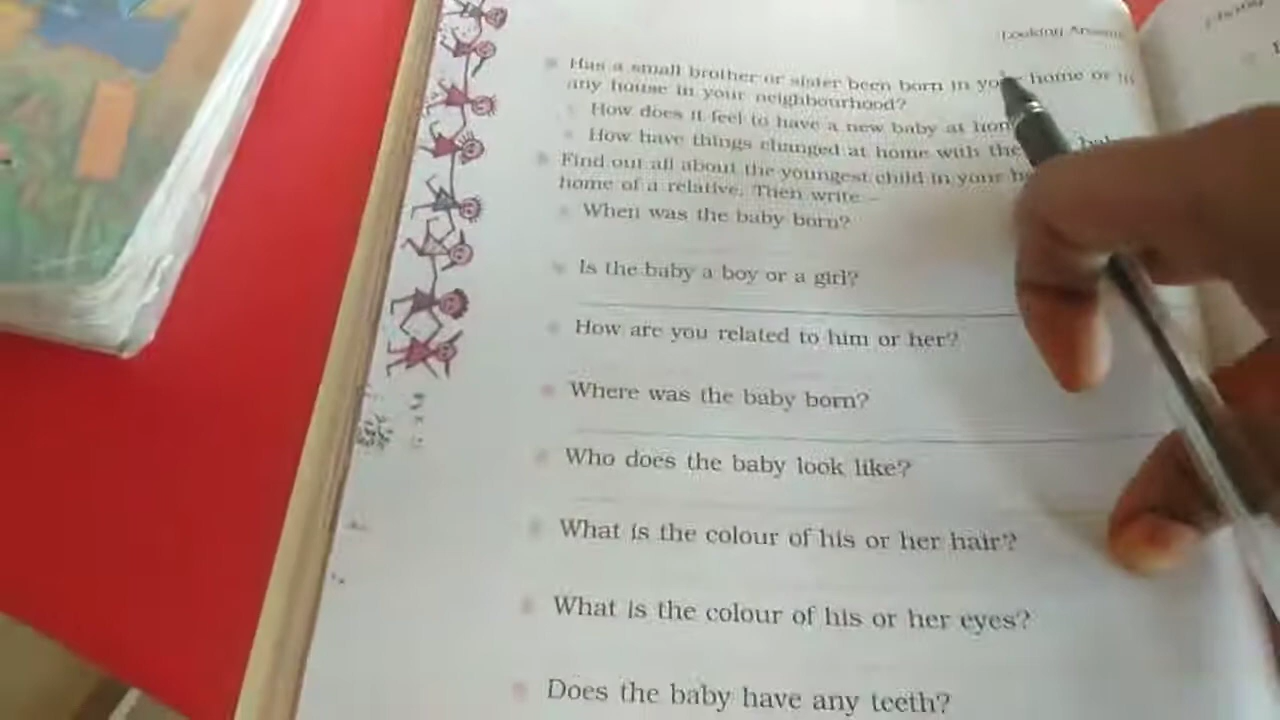 Looking Around
Has a small brother or sister been born in your home or in
any house in your neighbourhood?
How does it feel to have a new baby at hom
How have things changed at home with the bab
Find out all about the youngest child in your h
home of a relative. Then write –
When was the baby born?
Is the baby a boy or a girl?
How are you related to him or her?
Where was the baby born?
Who does the baby look like?
What is the colour of his or her hair?
What is the colour of his or her eyes?
Does the baby have any teeth?